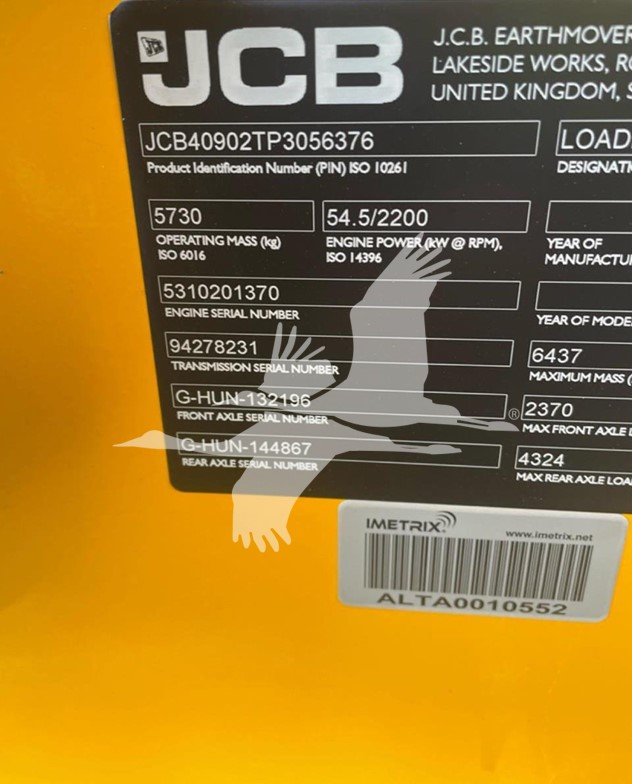 JCB
J.C.B. EARTHMOVER
LAKESIDE WORKS, RO
UNITED KINGDOM, S
JCB40902TP3056376
LOAD
Product Identification Number (PIN) ISO 10261
DESIGNATI
5730
54.5/2200
OPERATING MASS (kg)
ENGINE POWER (kW @ RPM),
YEAR OF
ISO 6016
ISO 14396
MANUFACTU
5310201370
ENGINE SERIAL NUMBER
YEAR OF MODE
94278231
6437
TRANSMISSION SERIAL NUMBER
MAXIMUM MASS (
G-HUN-132196
2370
FRONT AXLE SERIAL NUMBER
MAX FRONT AXLE L
G-HUN-144867
4324
REAR AXLE SERIAL NUMBER
MAX REAR AXLE LOA
®
IMETRIX
www.imetrix.net
ALTA0010552